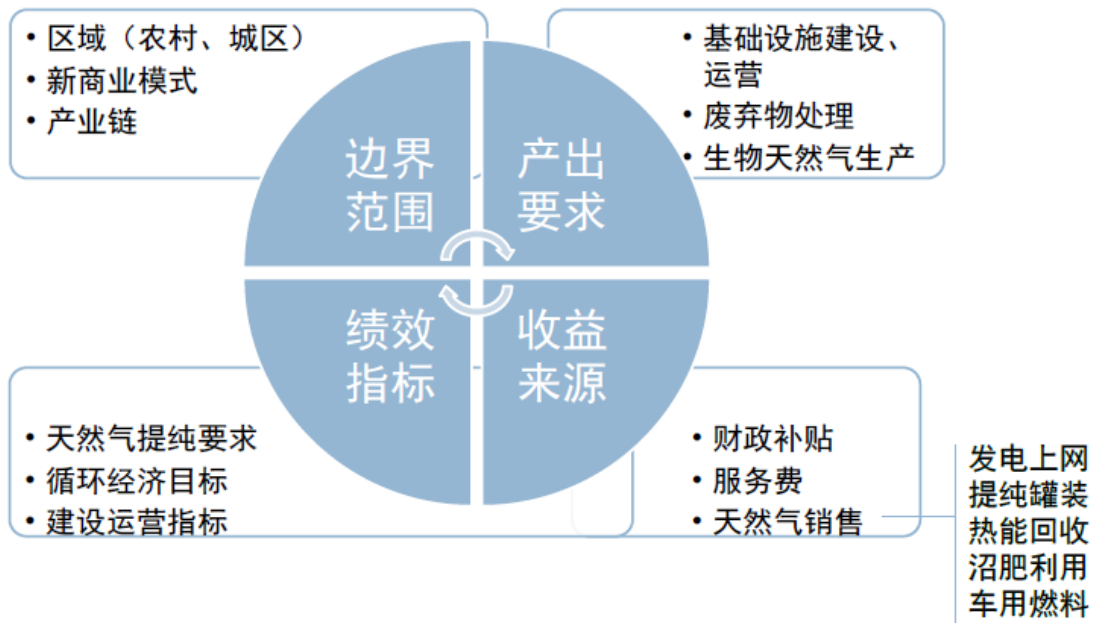 • 区域（农村、城区）
• 新商业模式
• 产业链
• 基础设施建设、
运营
• 废弃物处理
• 生物天然气生产
边界
范围
产出
要求
绩效
指标
收益
来源
• 天然气提纯要求
• 循环经济目标
• 建设运营指标
• 财政补贴
• 服务费
• 天然气销售
发电上网
提纯罐装
热能回收
沼肥利用
车用燃料